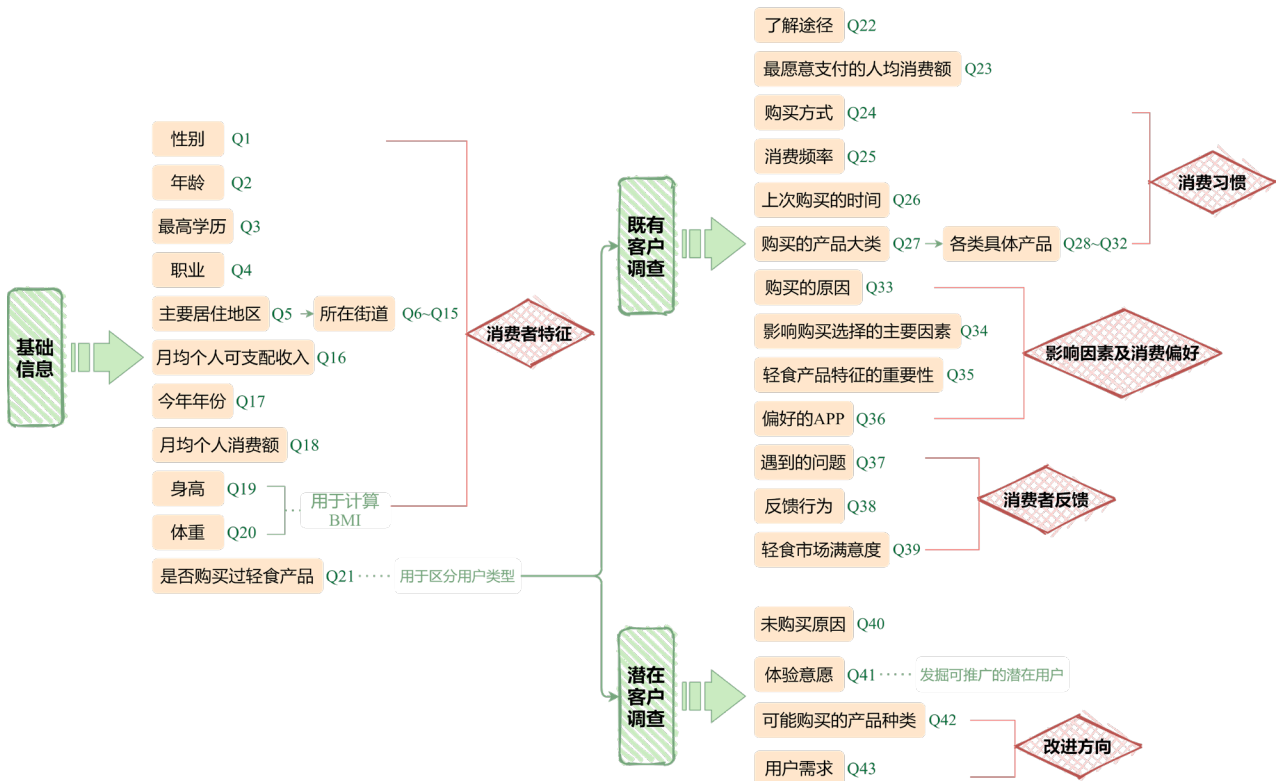 基础
信息
性别 Q1
年龄 Q2
最高学历 Q3
职业 Q4
主要居住地区 Q5 所在街道 Q6~Q15
月均个人可支配收入 Q16
今年年份 Q17
月均个人消费额 Q18
身高 Q19
体重 Q20
用于计算
BMI
是否购买过轻食产品 Q21 用于区分用户类型
消费者特征
既有
客户
调查
了解途径 Q22
最愿意支付的人均消费额 Q23
购买方式 Q24
消费频率 Q25
上次购买的时间 Q26
购买的产品大类 Q27 各类具体产品 Q28~Q32
消费习惯
购买的原因 Q33
影响购买选择的主要因素 Q34
轻食产品特征的重要性 Q35
偏好的APP Q36
影响因素及消费偏好
遇到的问题 Q37
反馈行为 Q38
轻食市场满意度 Q39
消费者反馈
潜在
客户
调查
未购买原因 Q40
体验意愿 Q41 发掘可推广的潜在用户
可能购买的产品种类 Q42
用户需求 Q43
改进方向